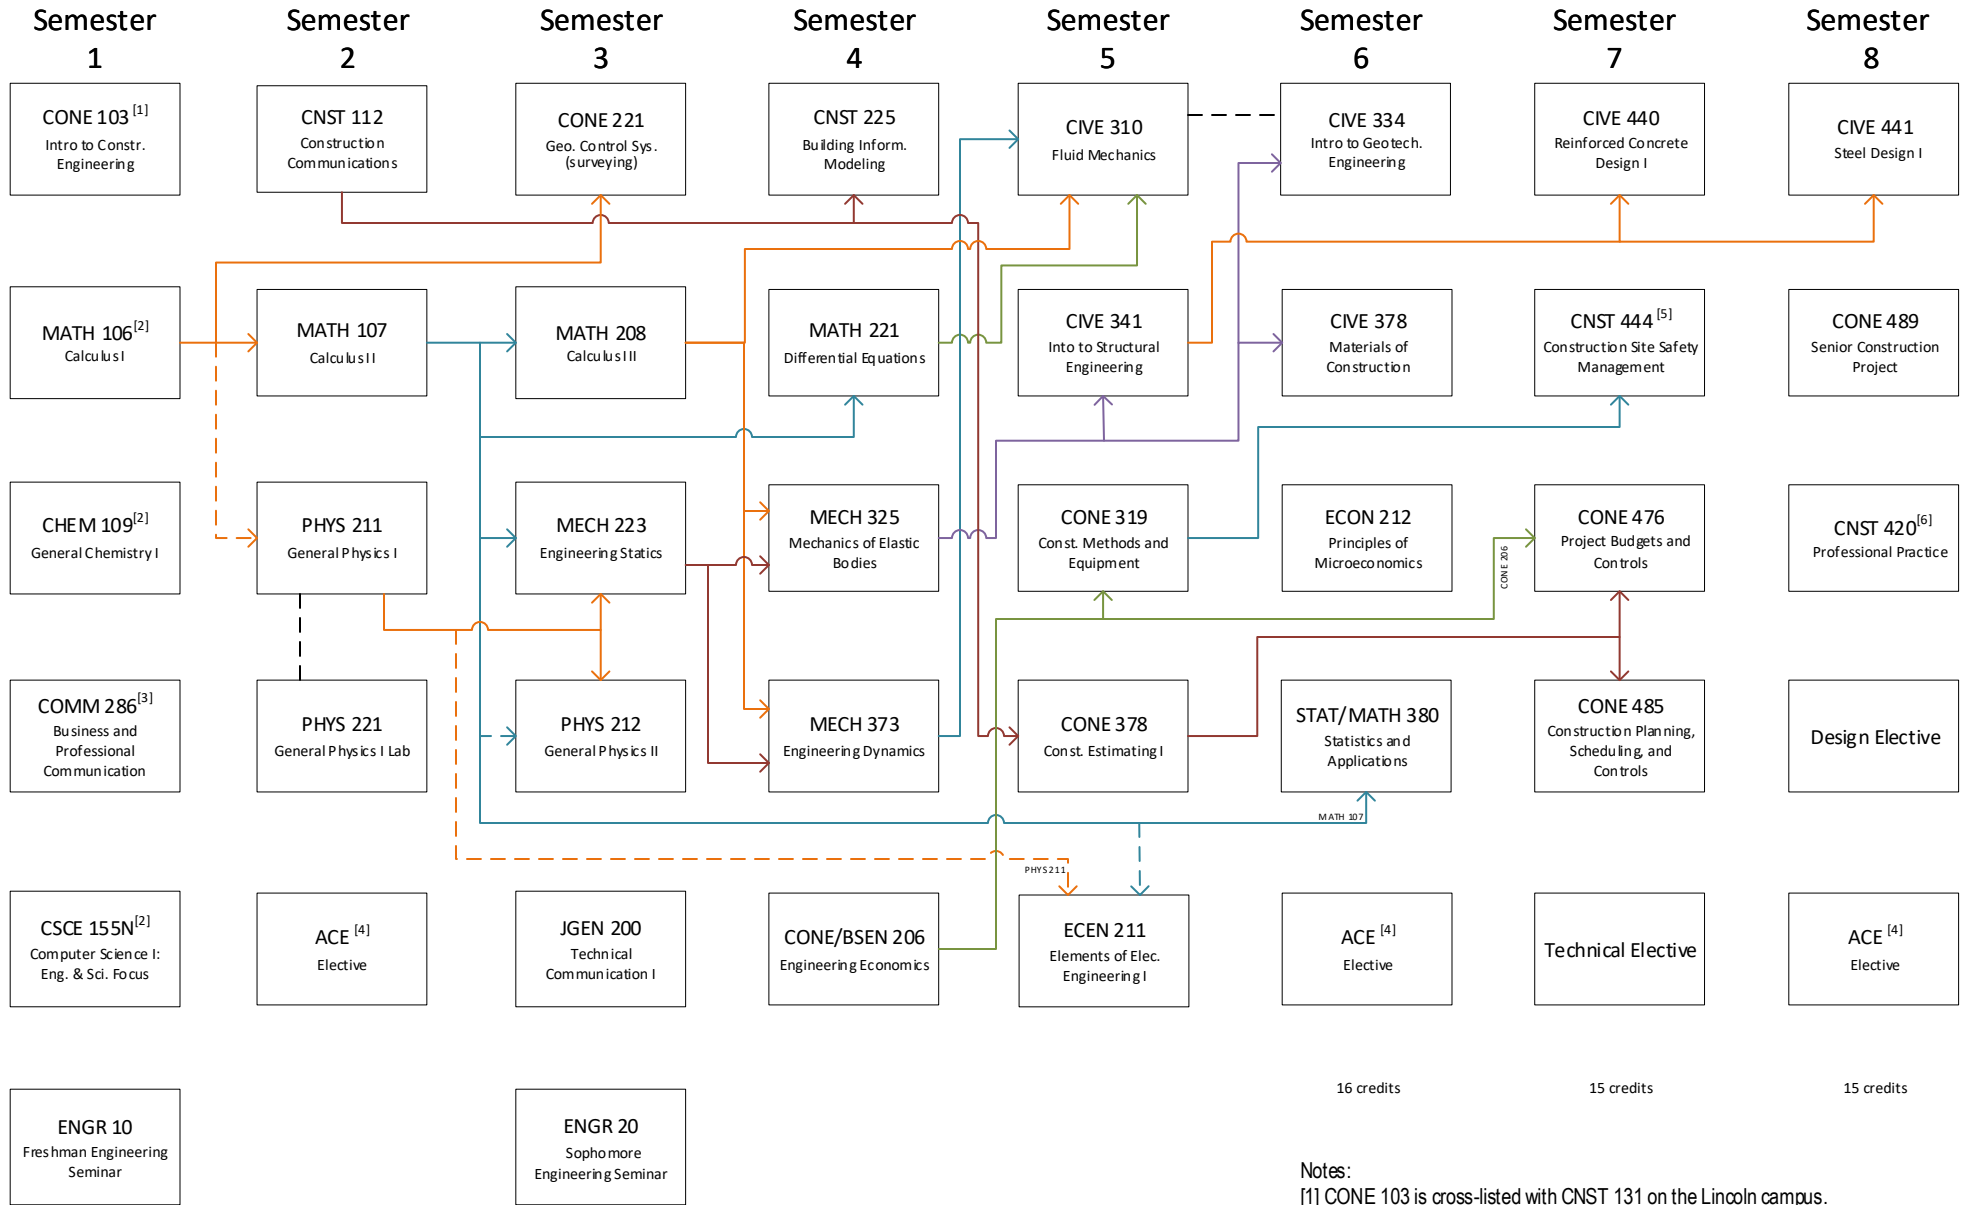 Semester
1
Semester
2
Semester
3
Semester
4
Semester
5
Semester
6
Semester
7
Semester
8
CONE 103 [1]
Intro to Constr.
Engineering
CNST 112
Construction
Communications
CONE 221
Geo. Control Sys.
(surveying)
CNST 225
Building Inform.
Modeling
CIVE 310
Fluid Mechanics
CIVE 334
Intro to Geotech.
Engineering
CIVE 440
Reinforced Concrete
Design I
CIVE 441
Steel Design I
MATH 106[2]
Calculus I
MATH 107
Calculus II
MATH 208
Calculus III
MATH 221
Differential Equations
CIVE 341
Into to Structural
Engineering
CIVE 378
Materials of
Construction
CNST 444 [5]
Construction Site Safety
Management
CONE 489
Senior Construction
Project
CHEM 109[2]
General Chemistry I
PHYS 211
General Physics I
MECH 223
Engineering Statics
MECH 325
Mechanics of Elastic
Bodies
CONE 319
Const. Methods and
Equipment
ECON 212
Principles of
Microeconomics
CONE 206
CONE 476
Project Budgets and
Controls
CNST 420[6]
Professional Practice
COMM 286[3]
Business and
Professional
Communication
PHYS 221
General Physics I Lab
PHYS 212
General Physics II
MECH 373
Engineering Dynamics
CONE 378
Const. Estimating I
STAT/MATH 380
Statistics and
Applications
CONE 485
Construction Planning,
Scheduling, and
Controls
Design Elective
MATH 107
PHYS 211
CSCE 155N[2]
Computer Science I:
Eng. & Sci. Focus
ACE [4]
Elective
JGEN 200
Technical
Communication I
CONE/BSEN 206
Engineering Economics
ECEN 211
Elements of Elec.
Engineering I
ACE [4]
Elective
Technical Elective
ACE [4]
Elective
16 credits
15 credits
15 credits
ENGR 10
Freshman Engineering
Seminar
ENGR 20
Sophomore
Engineering Seminar
Notes:
[1] CONE 103 is cross-listed with CNST 131 on the Lincoln campus.